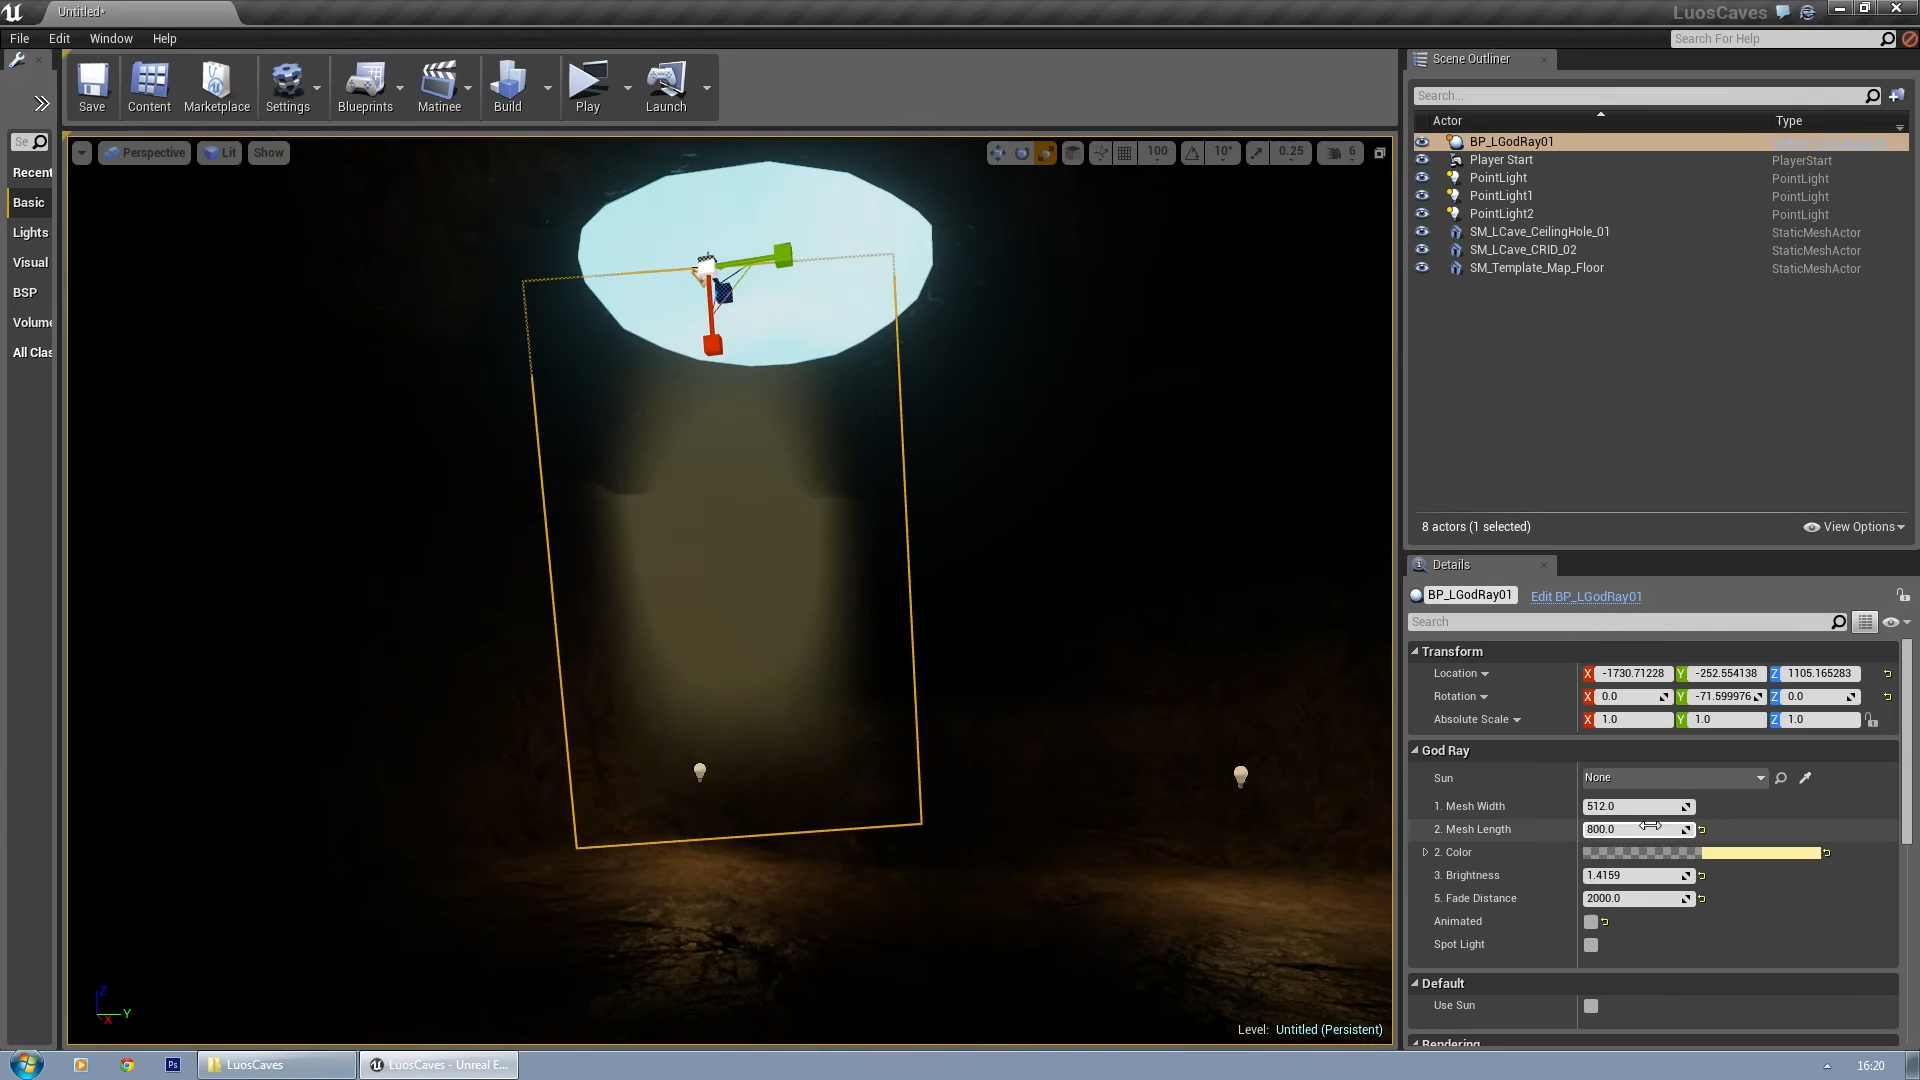 Untitled*
LuosCaves
File Edit Window Help
Search For Help
Save Content Marketplace Settings Blueprints Matinee Build Play Launch
Se
Recent
Basic
Lights
Visual
BSP
Volume
All Clas
Perspective Lit Show
100 10° 0.25 6
Level: Untitled (Persistent)
Z
Y
X
Scene Outliner
Search...
Actor Type
BP_LGodRay01
Player Start PlayerStart
PointLight PointLight
PointLight1 PointLight
PointLight2 PointLight
SM_LCave_CeilingHole_01 StaticMeshActor
SM_LCave_CRID_02 StaticMeshActor
SM_Template_Map_Floor StaticMeshActor
8 actors (1 selected) View Options
Details
BP_LGodRay01 Edit BP_LGodRay01
Search
Transform
Location X -1730.71228 Y -252.554138 Z 1105.165283
Rotation X 0.0 Y -71.599976 Z 0.0
Absolute Scale X 1.0 Y 1.0 Z 1.0
God Ray
Sun None
1. Mesh Width 512.0
2. Mesh Length 800.0
2. Color
3. Brightness 1.4159
5. Fade Distance 2000.0
Animated
Spot Light
Default
Use Sun
Rendering
Ps LuosCaves LuosCaves - Unreal E... 16:20